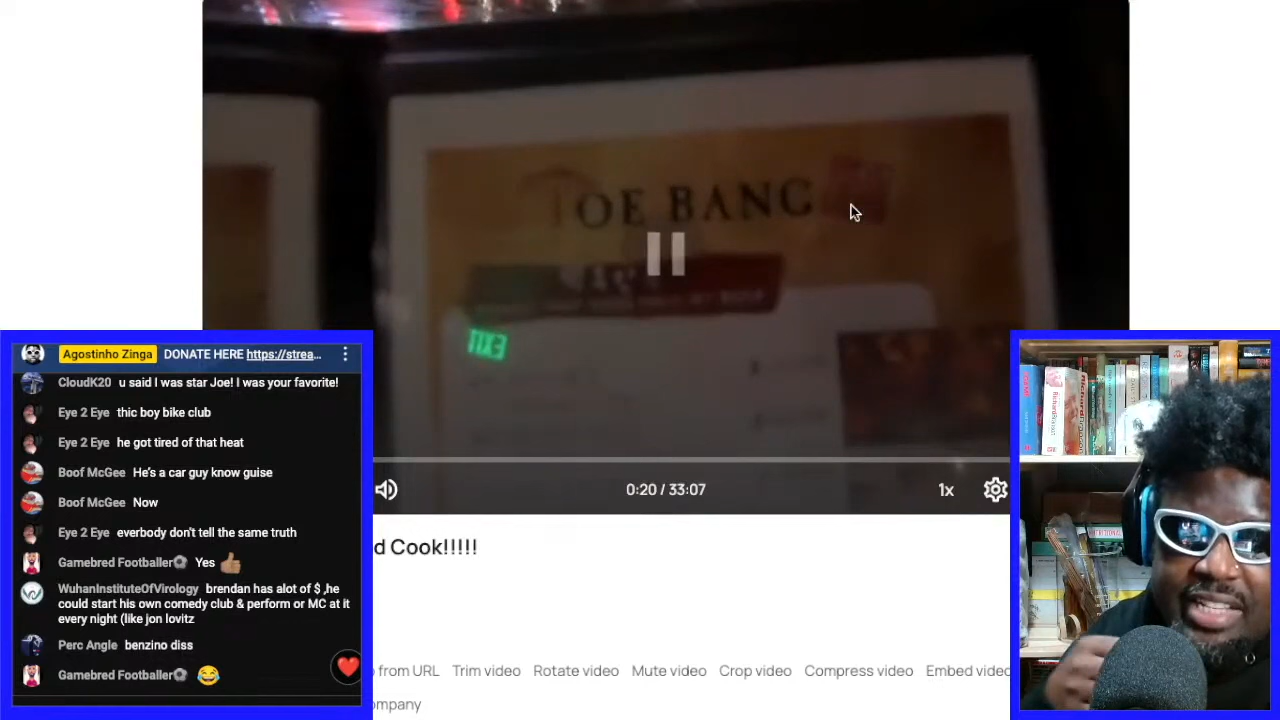 OE BANG
EXIT
0:20 / 33:07
1x
d Cook!!!!!
o from URL Trim video Rotate video Mute video Crop video Compress video Embed video
ompany
Agostinho Zinga DONATE HERE https://strea...
CloudK20 u said I was star Joe! I was your favorite!
Eye 2 Eye thic boy bike club
Eye 2 Eye he got tired of that heat
Boof McGee He's a car guy know guise
Boof McGee Now
Eye 2 Eye everbody don't tell the same truth
Gamebred Footballer⚽ Yes 👍🏽
WuhanInstituteOfVirology brendan has alot of $ ,he
could start his own comedy club & perform or MC at it
every night (like jon lovitz
Perc Angle benzino diss
Gamebred Footballer⚽ 😂